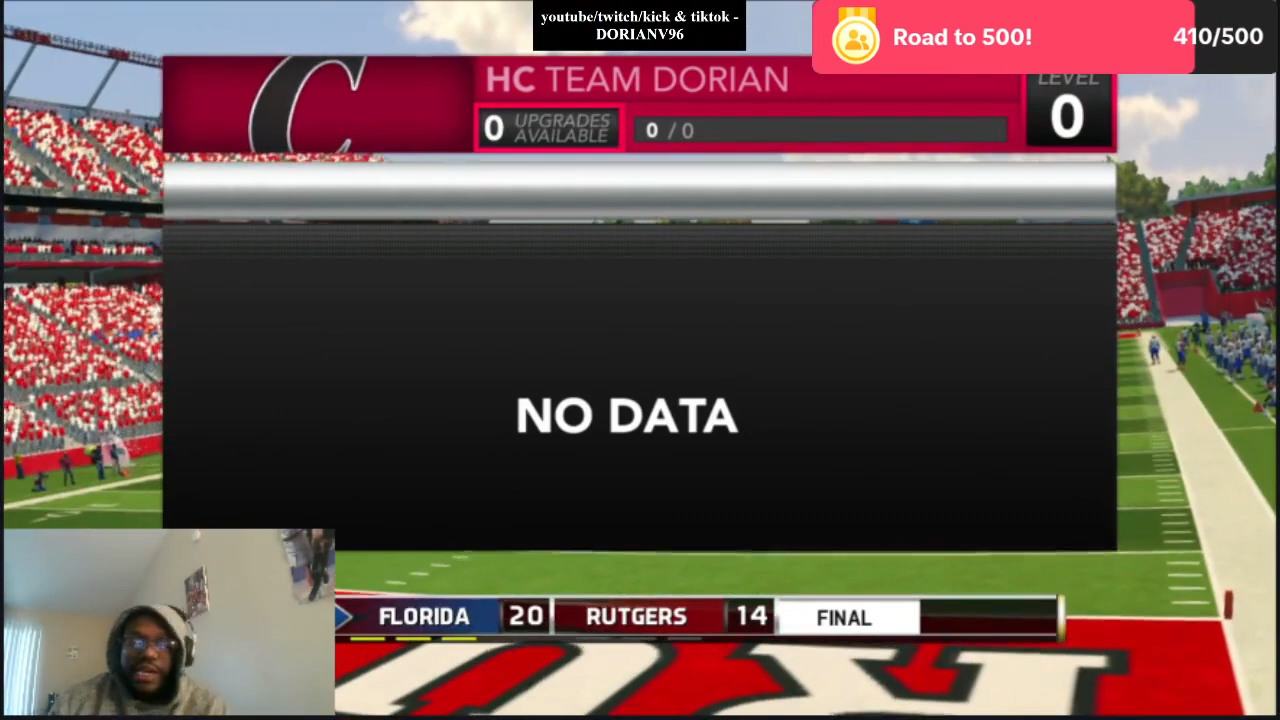 youtube/twitch/kick & tiktok -
DORIANV96
Road to 500!
410/500
C
HC TEAM DORIAN
LEVEL
0
0 UPGRADES
AVAILABLE
0 / 0
NO DATA
FLORIDA 20 RUTGERS 14 FINAL